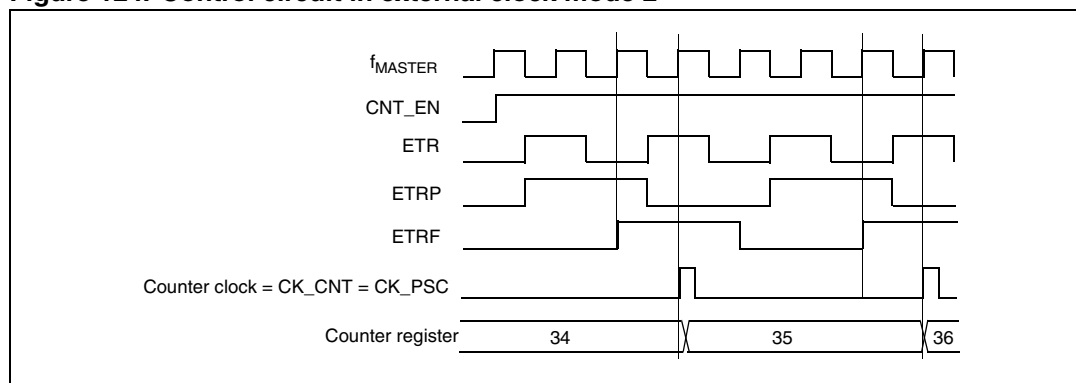 Figure 124. Control circuit in external clock mode 2
fMASTER
CNT_EN
ETR
ETRP
ETRF
Counter clock = CK_CNT = CK_PSC
Counter register 34 35 36